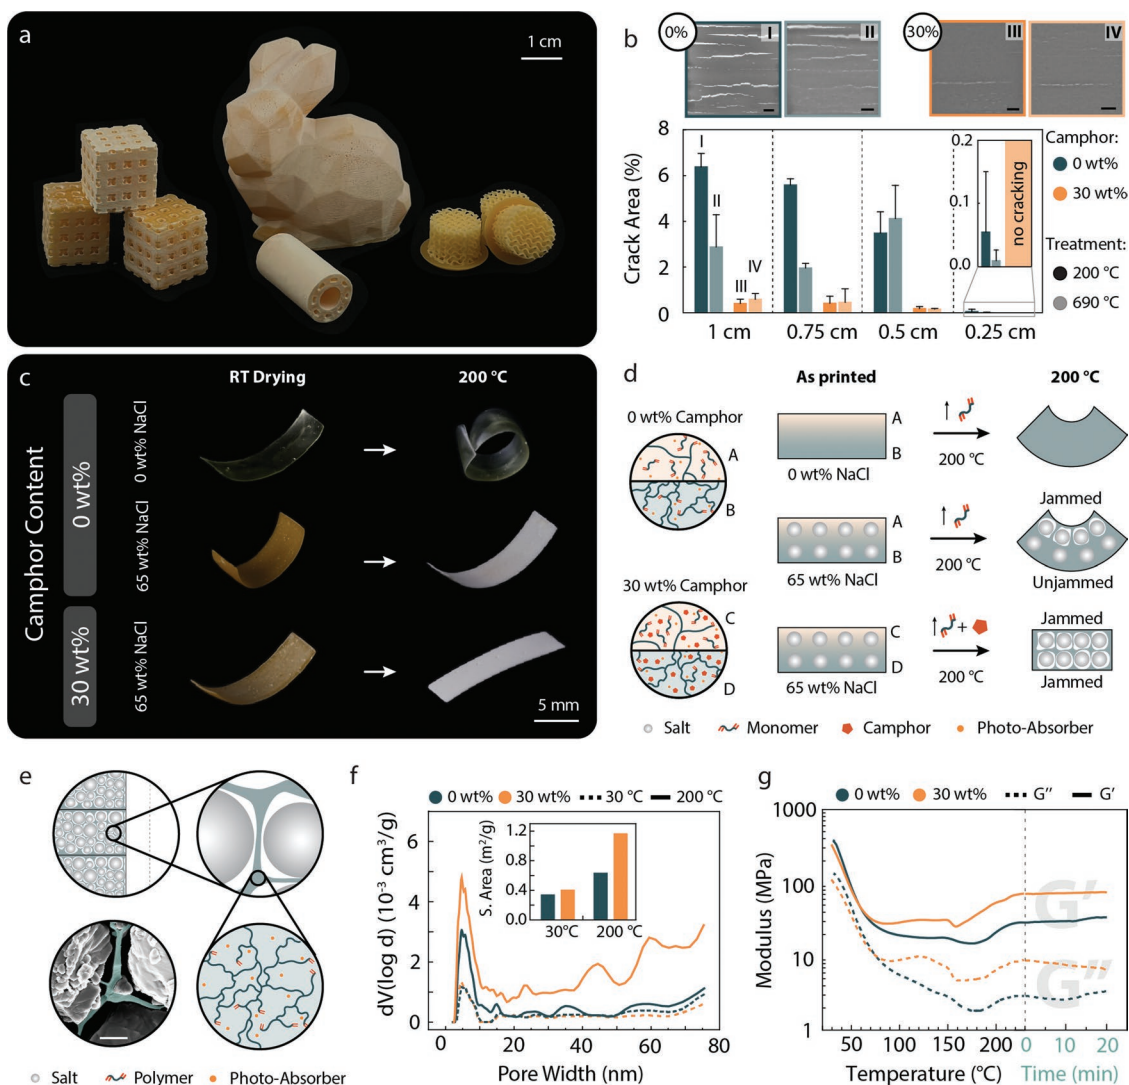 a
1 cm
b
0%
I
II
30%
III
IV
Crack Area (%)
8
6
4
2
0
I
II
III
IV
1 cm
0.75 cm
0.5 cm
0.25 cm
0.2
0.1
0.0
no cracking
Camphor:
0 wt%
30 wt%
Treatment:
200 °C
690 °C
c
RT Drying
200 °C
Camphor Content
0 wt%
30 wt%
0 wt% NaCl
65 wt% NaCl
65 wt% NaCl
5 mm
d
As printed
200 °C
0 wt% Camphor
A
B
A
B
0 wt% NaCl
200 °C
A
B
65 wt% NaCl
200 °C
Jammed
Unjammed
30 wt% Camphor
C
D
C
D
65 wt% NaCl
+
200 °C
Jammed
Jammed
Salt
Monomer
Camphor
Photo-Absorber
e
Salt
Polymer
Photo-Absorber
f
0 wt%
30 wt%
30 °C
200 °C
dV(log d) (10⁻³ cm³/g)
6
5
4
3
2
1
0
0
20
40
60
80
Pore Width (nm)
S. Area (m²/g)
1.2
0.8
0.4
0.0
30°C
200 °C
g
0 wt%
30 wt%
G''
G'
Modulus (MPa)
1000
100
10
1
G'
G''
50
100
150
200
0
10
20
Temperature (°C)
Time (min)